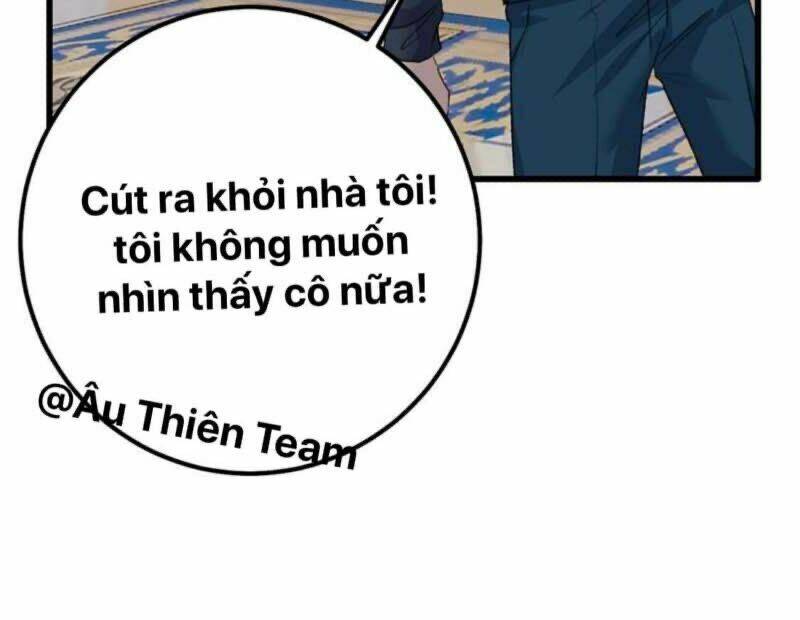 Cút ra khỏi nhà tôi!
tôi không muốn
nhìn thấy cô nữa!
@Âu Thiên Team